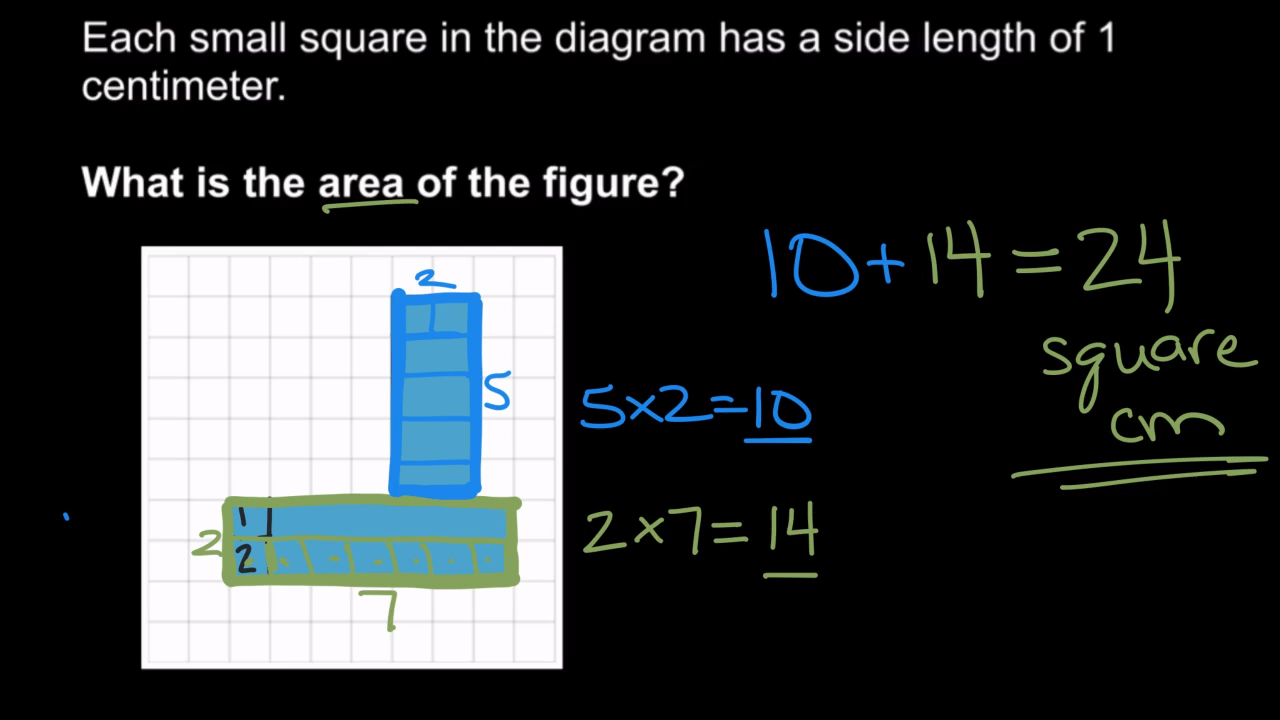 Each small square in the diagram has a side length of 1
centimeter.
What is the area of the figure?
10+14=24
square
cm
2
5
5×2=10
1
2
2
2×7=14
7